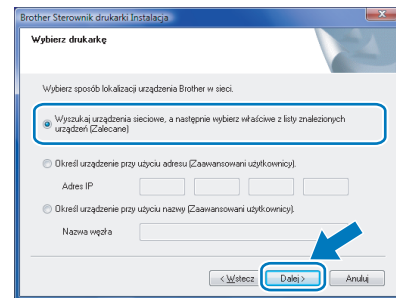 Brother Sterownik drukarki Instalacja
Wybierz drukarkę
Wybierz sposób lokalizacji urządzenia Brother w sieci.
Wyszukaj urządzenia sieciowe, a następnie wybierz właściwe z listy znalezionych
urządzeń (Zalecane)
Określ urządzenie przy użyciu adresu (Zaawansowani użytkownicy).
Adres IP
Określ urządzenie przy użyciu nazwy (Zaawansowani użytkownicy).
Nazwa węzła
< Wstecz Dalej > Anuluj